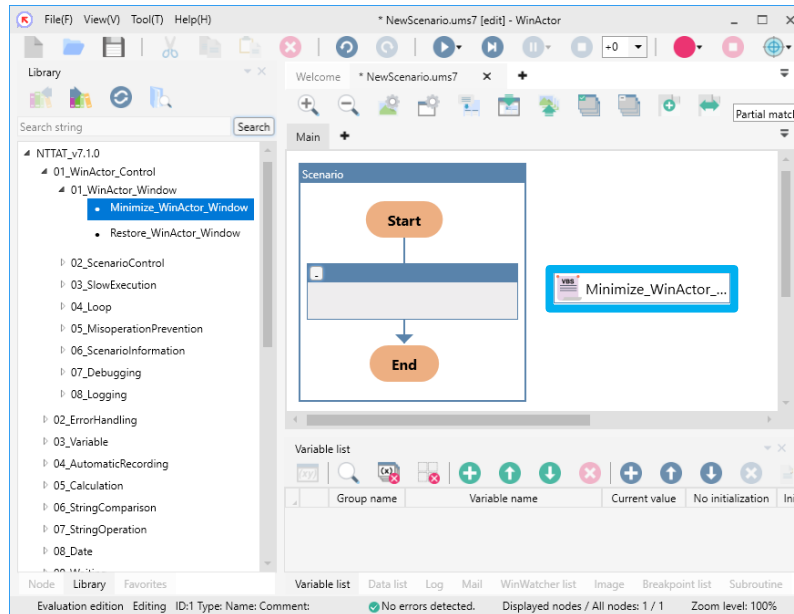 File(F) View(V) Tool(T) Help(H) * NewScenario.ums7 [edit] - WinActor
+0
Library
Welcome * NewScenario.ums7
Search string Search
Partial match
Main
NTTAT_v7.1.0
01_WinActor_Control
01_WinActor_Window
Minimize_WinActor_Window
Restore_WinActor_Window
02_ScenarioControl
03_SlowExecution
04_Loop
05_MisoperationPrevention
06_ScenarioInformation
07_Debugging
08_Logging
02_ErrorHandling
03_Variable
04_AutomaticRecording
05_Calculation
06_StringComparison
07_StringOperation
08_Date
Scenario
Start
End
VBS
Minimize_WinActor_...
Variable list
Group name Variable name Current value No initialization Ini
Node Library Favorites
Variable list Data list Log Mail WinWatcher list Image Breakpoint list Subroutine
Evaluation edition Editing ID:1 Type: Name: Comment: No errors detected. Displayed nodes / All nodes: 1 / 1 Zoom level: 100%